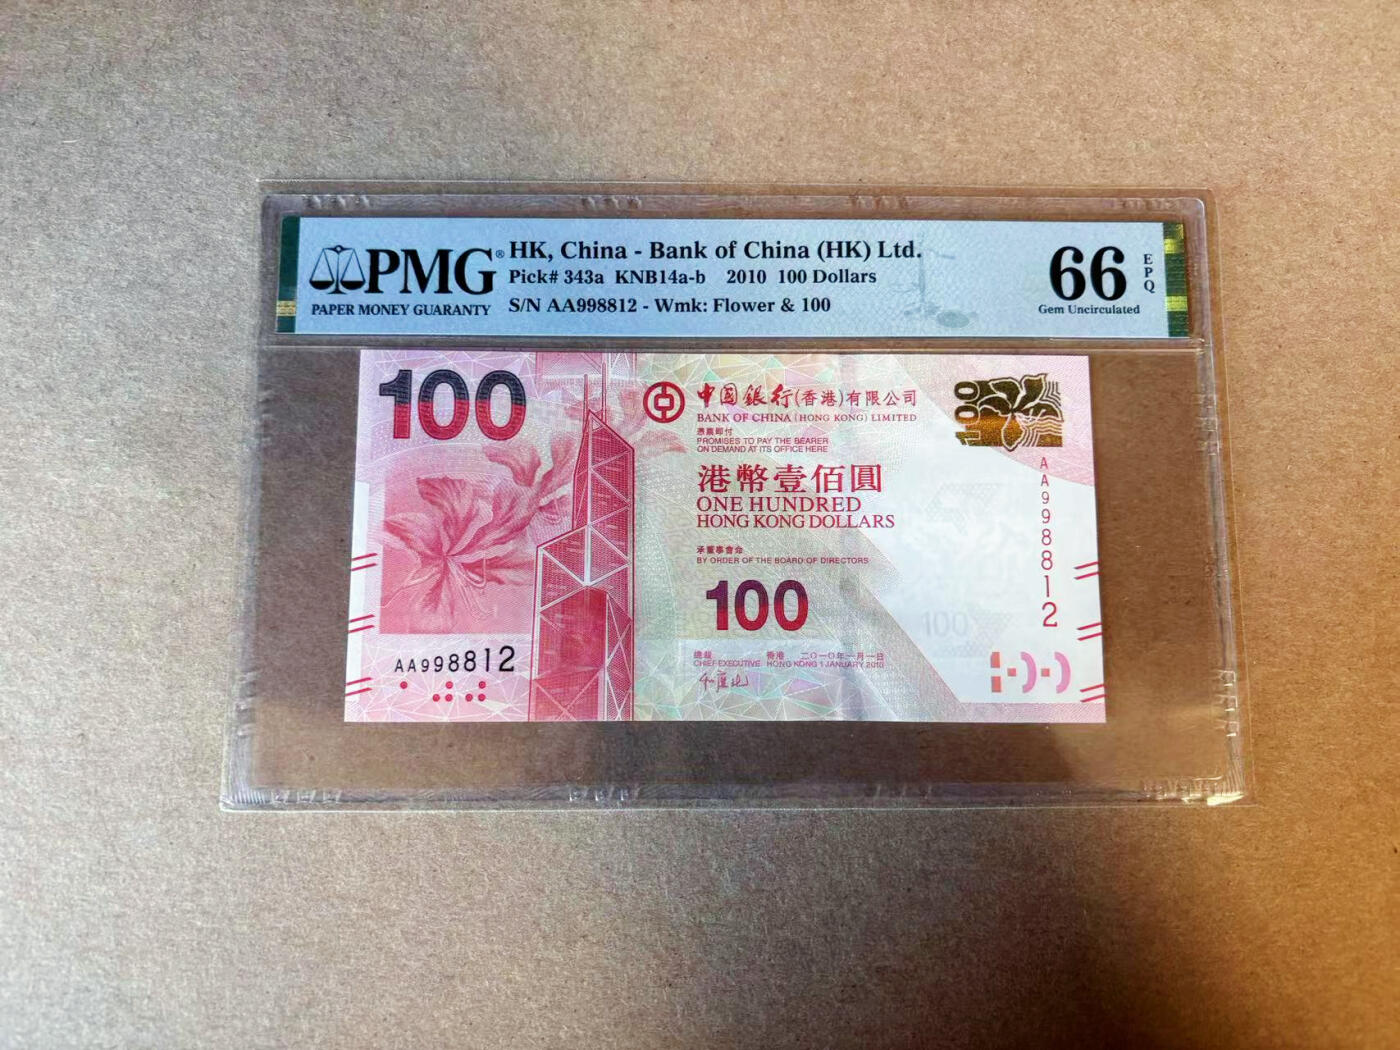 PMG®
PAPER MONEY GUARANTY
HK, China - Bank of China (HK) Ltd.
Pick# 343a KNB14a-b 2010 100 Dollars
S/N AA998812 - Wmk: Flower & 100
66
EPQ
Gem Uncirculated
100
中国銀行(香港)有限公司
BANK OF CHINA (HONG KONG) LIMITED
憑票即付
PROMISES TO PAY THE BEARER
ON DEMAND AT ITS OFFICE HERE
港幣壹佰圓
ONE HUNDRED
HONG KONG DOLLARS
承董事會命
BY ORDER OF THE BOARD OF DIRECTORS
100
總裁
CHIEF EXECUTIVE
香港 二〇一〇年一月一日
HONG KONG 1 JANUARY 2010
100
AA998812
100
AA998812